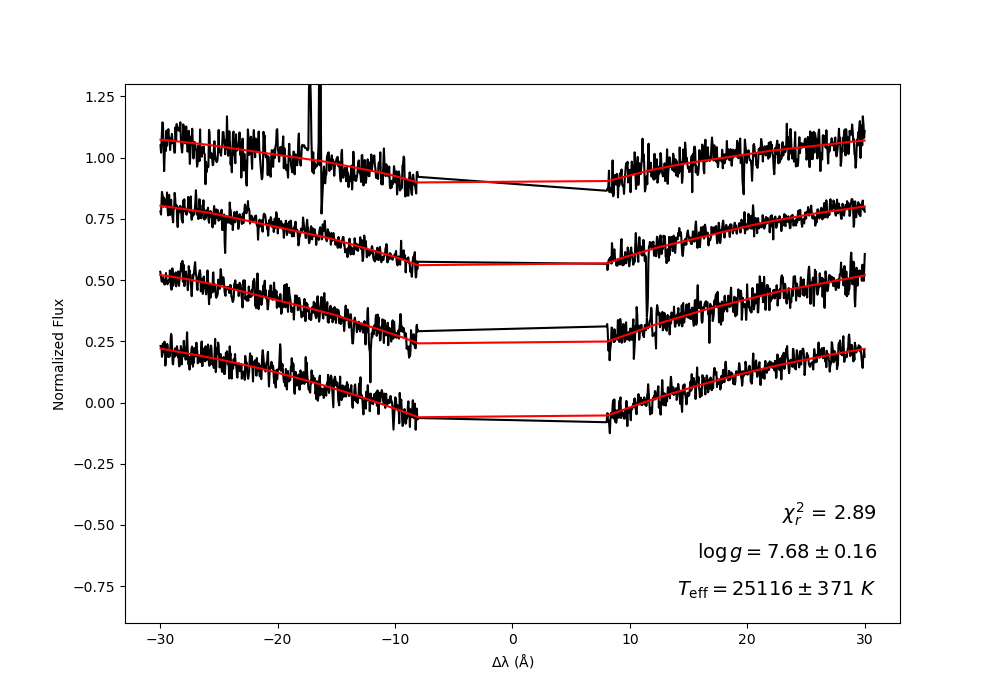 1.25
1.00
0.75
0.50
0.25
0.00
−0.25
−0.50
−0.75
Normalized Flux
χ²ᵣ = 2.89
log g = 7.68 ± 0.16
T_eff = 25116 ± 371 K
−30 −20 −10 0 10 20 30
Δλ (Å)